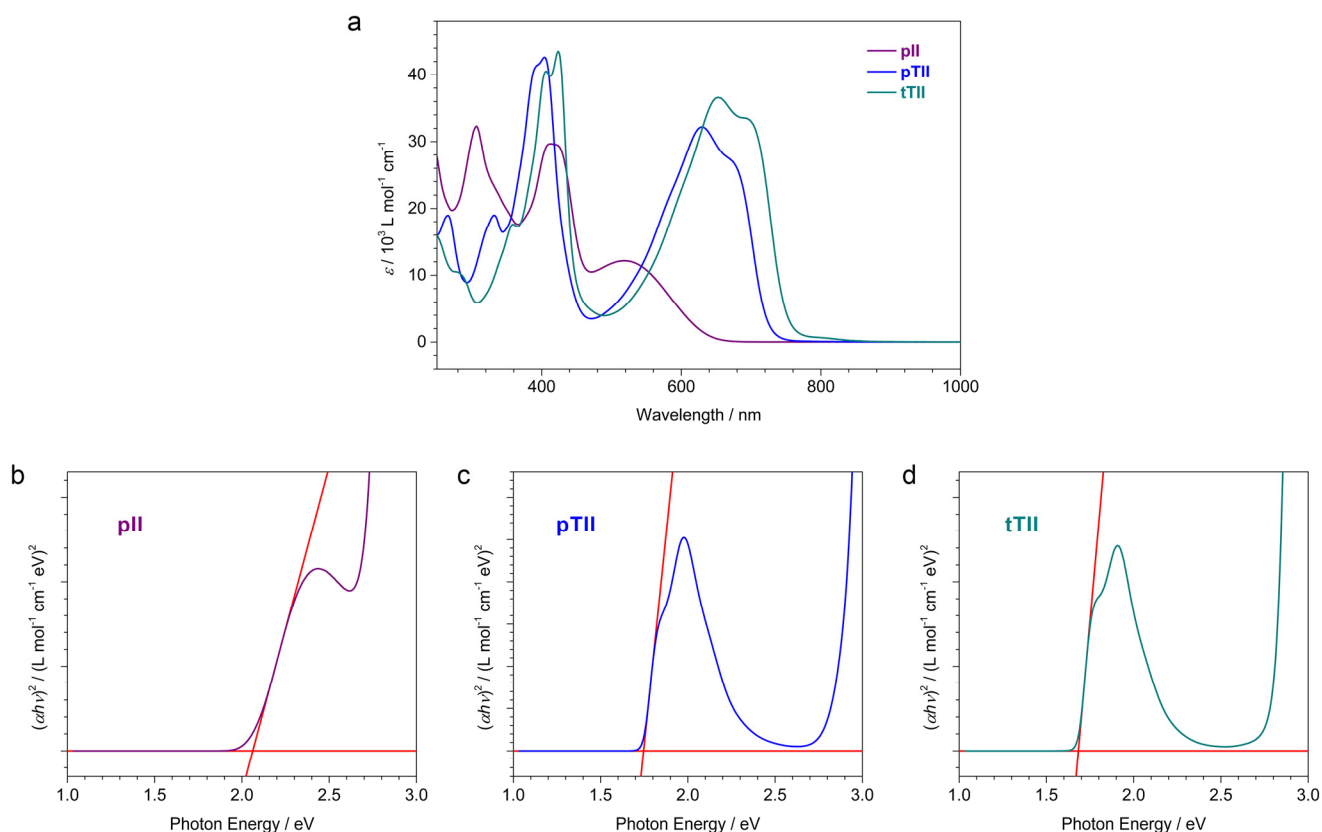 a
pII
pTII
tTII
40
30
20
10
0
ε / 10³ L mol⁻¹ cm⁻¹
400
600
800
1000
Wavelength / nm
b
pII
(αhν)² / (L mol⁻¹ cm⁻¹ eV)²
1.0
1.5
2.0
2.5
3.0
Photon Energy / eV
c
pTII
(αhν)² / (L mol⁻¹ cm⁻¹ eV)²
1.0
1.5
2.0
2.5
3.0
Photon Energy / eV
d
tTII
(αhν)² / (L mol⁻¹ cm⁻¹ eV)²
1.0
1.5
2.0
2.5
3.0
Photon Energy / eV